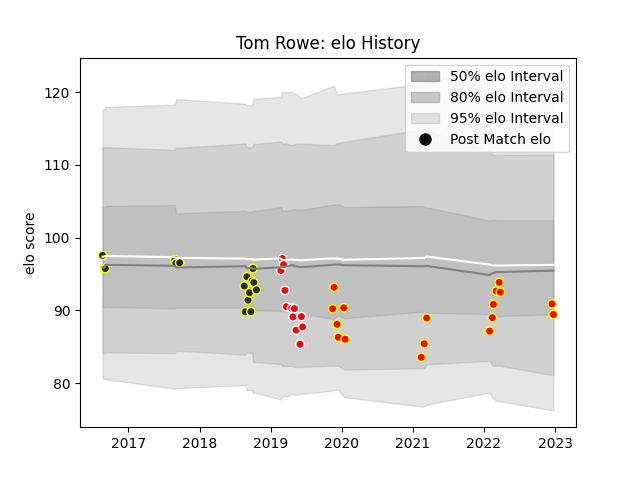 Tom Rowe: elo History
50% elo Interval
80% elo Interval
95% elo Interval
Post Match elo
elo score
120
110
100
90
80
2017 2018 2019 2020 2021 2022 2023